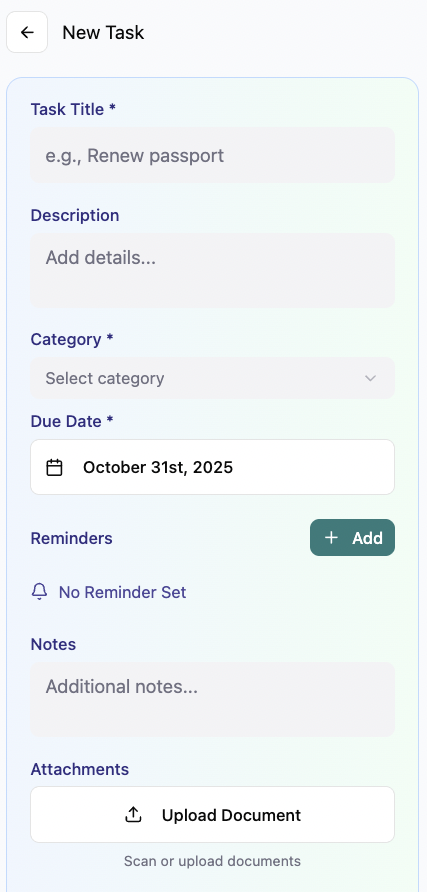 New Task
Task Title *
e.g., Renew passport
Description
Add details...
Category *
Select category
Due Date *
October 31st, 2025
Reminders
Add
No Reminder Set
Notes
Additional notes...
Attachments
Upload Document
Scan or upload documents